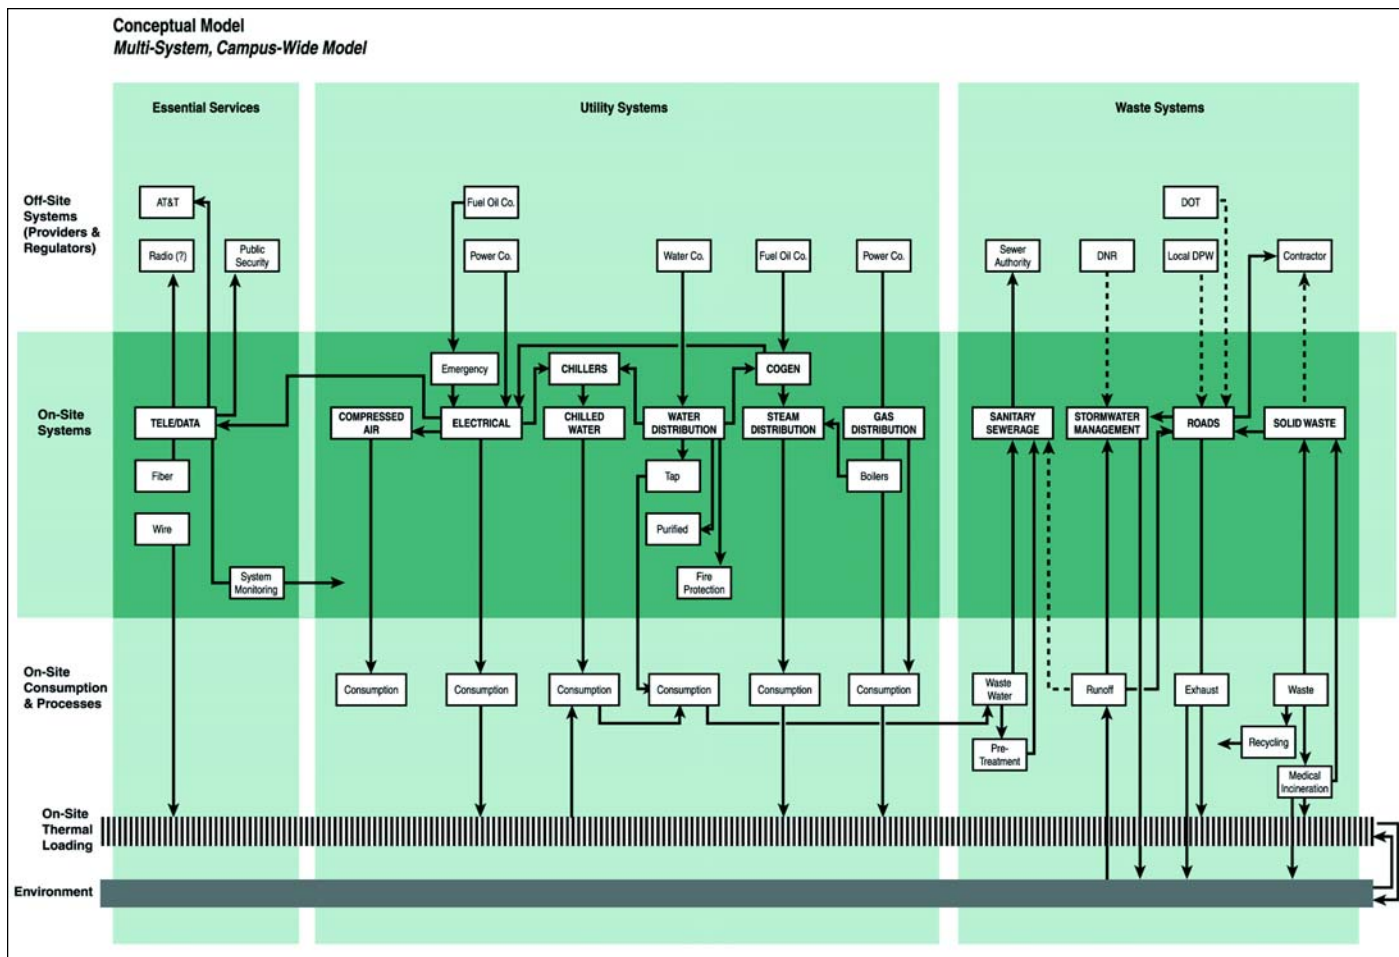 Conceptual Model
Multi-System, Campus-Wide Model
Essential Services
Utility Systems
Waste Systems
Off-Site
Systems
(Providers &
Regulators)
AT&T
Fuel Oil Co.
DOT
Radio (?)
Public
Security
Power Co.
Water Co.
Fuel Oil Co.
Power Co.
Sewer
Authority
DNR
Local DPW
Contractor
On-Site
Systems
Emergency
CHILLERS
COGEN
TELE/DATA
COMPRESSED
AIR
ELECTRICAL
CHILLED
WATER
WATER
DISTRIBUTION
STEAM
DISTRIBUTION
GAS
DISTRIBUTION
SANITARY
SEWERAGE
STORMWATER
MANAGEMENT
ROADS
SOLID WASTE
Fiber
Tap
Boilers
Wire
Purified
System
Monitoring
Fire
Protection
On-Site
Consumption
& Processes
Consumption
Consumption
Consumption
Consumption
Consumption
Consumption
Waste
Water
Runoff
Exhaust
Waste
Pre-
Treatment
Recycling
Medical
Incineration
On-Site
Thermal
Loading
Environment